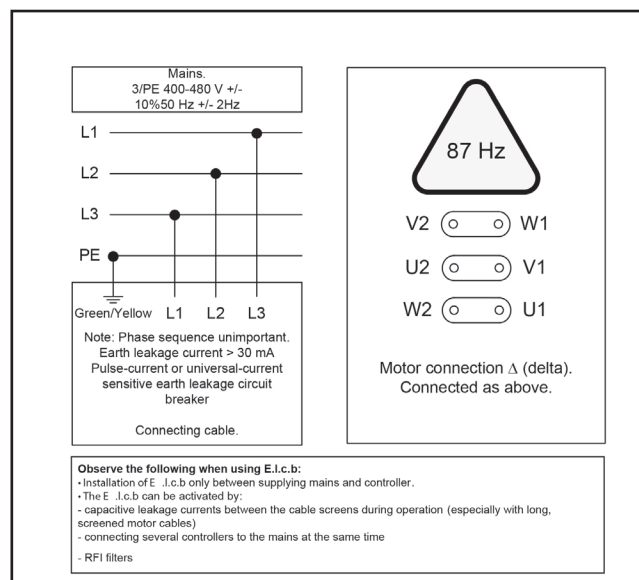 Mains.
3/PE 400-480 V +/-
10%50 Hz +/- 2Hz
L1
L2
L3
PE
Green/Yellow L1 L2 L3
Note: Phase sequence unimportant.
Earth leakage current > 30 mA
Pulse-current or universal-current
sensitive earth leakage circuit
breaker
Connecting cable.
87 Hz
V2 W1
U2 V1
W2 U1
Motor connection ∆ (delta).
Connected as above.
Observe the following when using E.l.c.b:
• Installation of E .l.c.b only between supplying mains and controller.
• The E .l.c.b can be activated by:
- capacitive leakage currents between the cable screens during operation (especially with long,
screened motor cables)
- connecting several controllers to the mains at the same time
- RFI filters